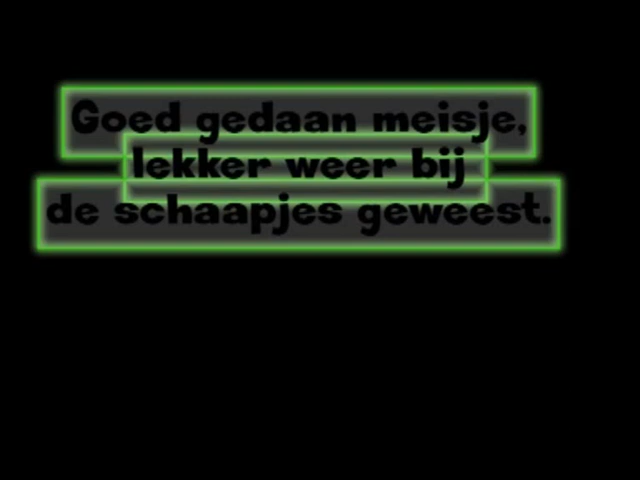 Goed gedaan meisje,
lekker weer bij
de schaapjes geweest.